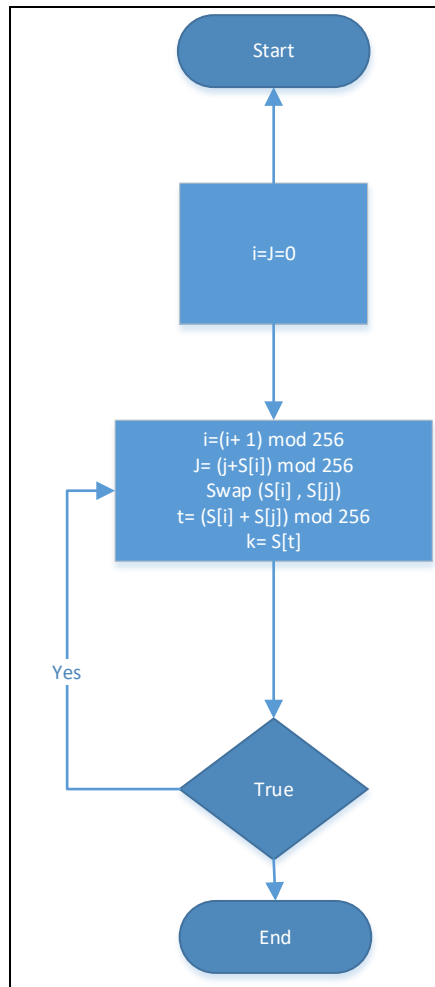 Start
i=J=0
i=(i+ 1) mod 256
J= (j+S[i]) mod 256
Swap (S[i] , S[j])
t= (S[i] + S[j]) mod 256
k= S[t]
Yes
True
End